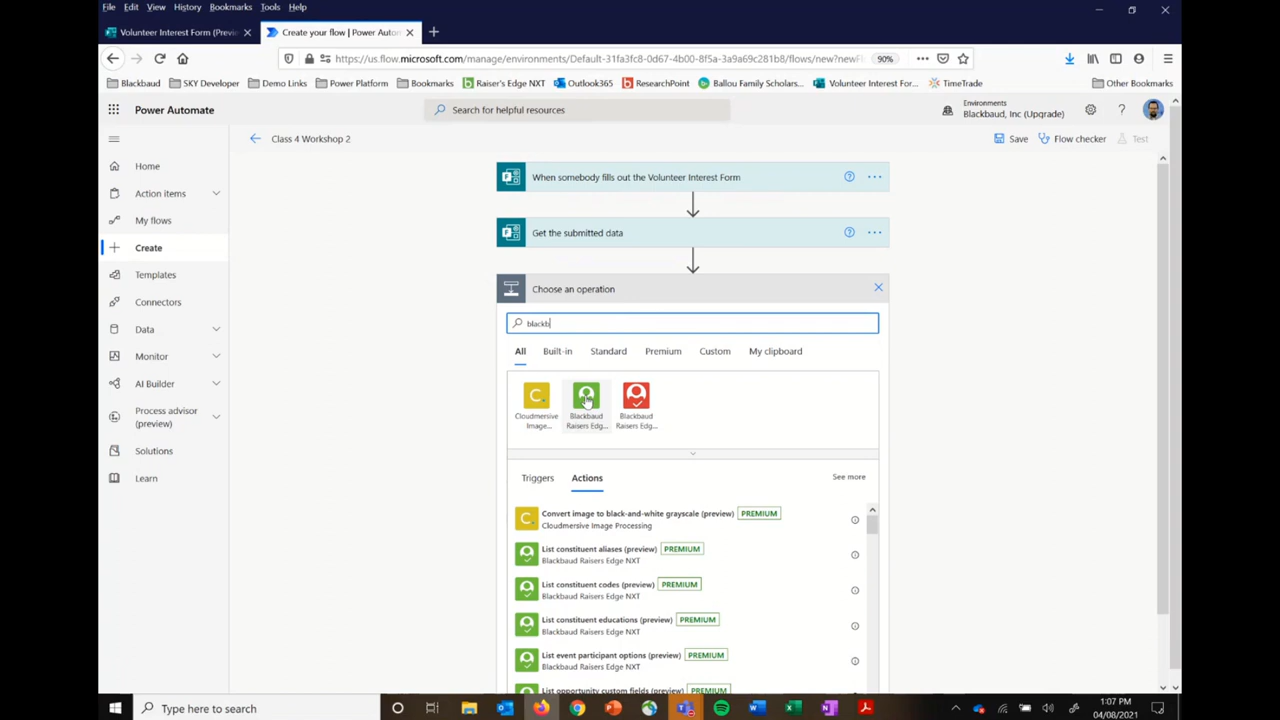 File Edit View History Bookmarks Tools Help
Volunteer Interest Form (Previ
Create your flow | Power Autom
https://us.flow.microsoft.com/manage/environments/Default-31fa3fc8-0d67-4b00-8f5a-3a9a69c281b8/flows/new?newFl
90%
Blackbaud SKY Developer Demo Links Power Platform Bookmarks Raiser's Edge NXT Outlook365 ResearchPoint Ballou Family Scholars... Volunteer Interest For... TimeTrade Other Bookmarks
Power Automate
Search for helpful resources
Environments
Blackbaud, Inc (Upgrade)
Class 4 Workshop 2
Save Flow checker Test
Home
Action items
My flows
Create
Templates
Connectors
Data
Monitor
AI Builder
Process advisor
(preview)
Solutions
Learn
When somebody fills out the Volunteer Interest Form
Get the submitted data
Choose an operation
blackb
All Built-in Standard Premium Custom My clipboard
Cloudmersive
Image...
Blackbaud
Raisers Edg...
Blackbaud
Raisers Edg...
Triggers Actions See more
Convert image to black-and-white grayscale (preview) PREMIUM
Cloudmersive Image Processing
List constituent aliases (preview) PREMIUM
Blackbaud Raisers Edge NXT
List constituent codes (preview) PREMIUM
Blackbaud Raisers Edge NXT
List constituent educations (preview) PREMIUM
Blackbaud Raisers Edge NXT
List event participant options (preview) PREMIUM
Blackbaud Raisers Edge NXT
List opportunity custom fields (preview) PREMIUM
Type here to search
1:07 PM
04/08/2021